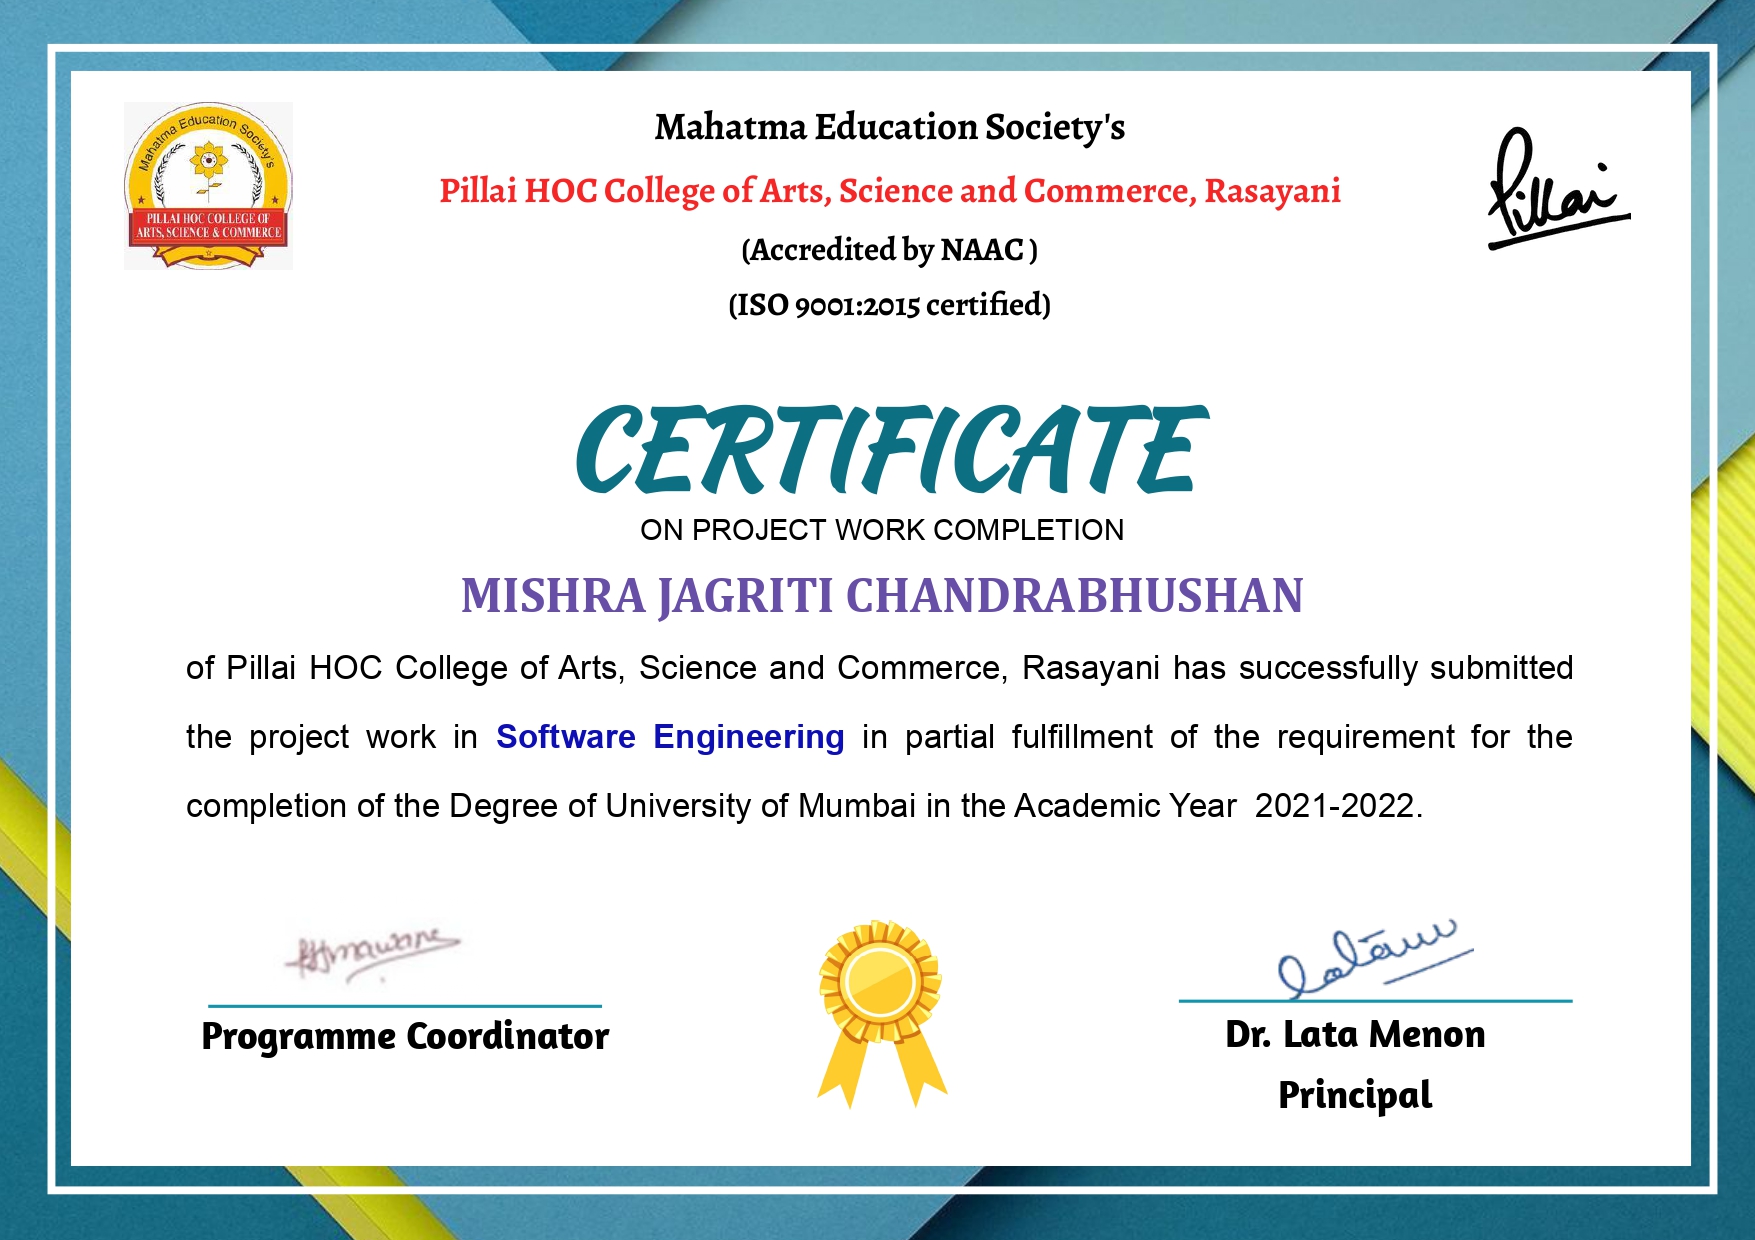 Mahatma Education Society's
PILLAI HOC COLLEGE OF
ARTS, SCIENCE & COMMERCE
Mahatma Education Society's
Pillai HOC College of Arts, Science and Commerce, Rasayani
(Accredited by NAAC )
(ISO 9001:2015 certified)
Pillai
CERTIFICATE
ON PROJECT WORK COMPLETION
MISHRA JAGRITI CHANDRABHUSHAN
of Pillai HOC College of Arts, Science and Commerce, Rasayani has successfully submitted
the project work in Software Engineering in partial fulfillment of the requirement for the
completion of the Degree of University of Mumbai in the Academic Year 2021-2022.
Programme Coordinator
Dr. Lata Menon
Principal